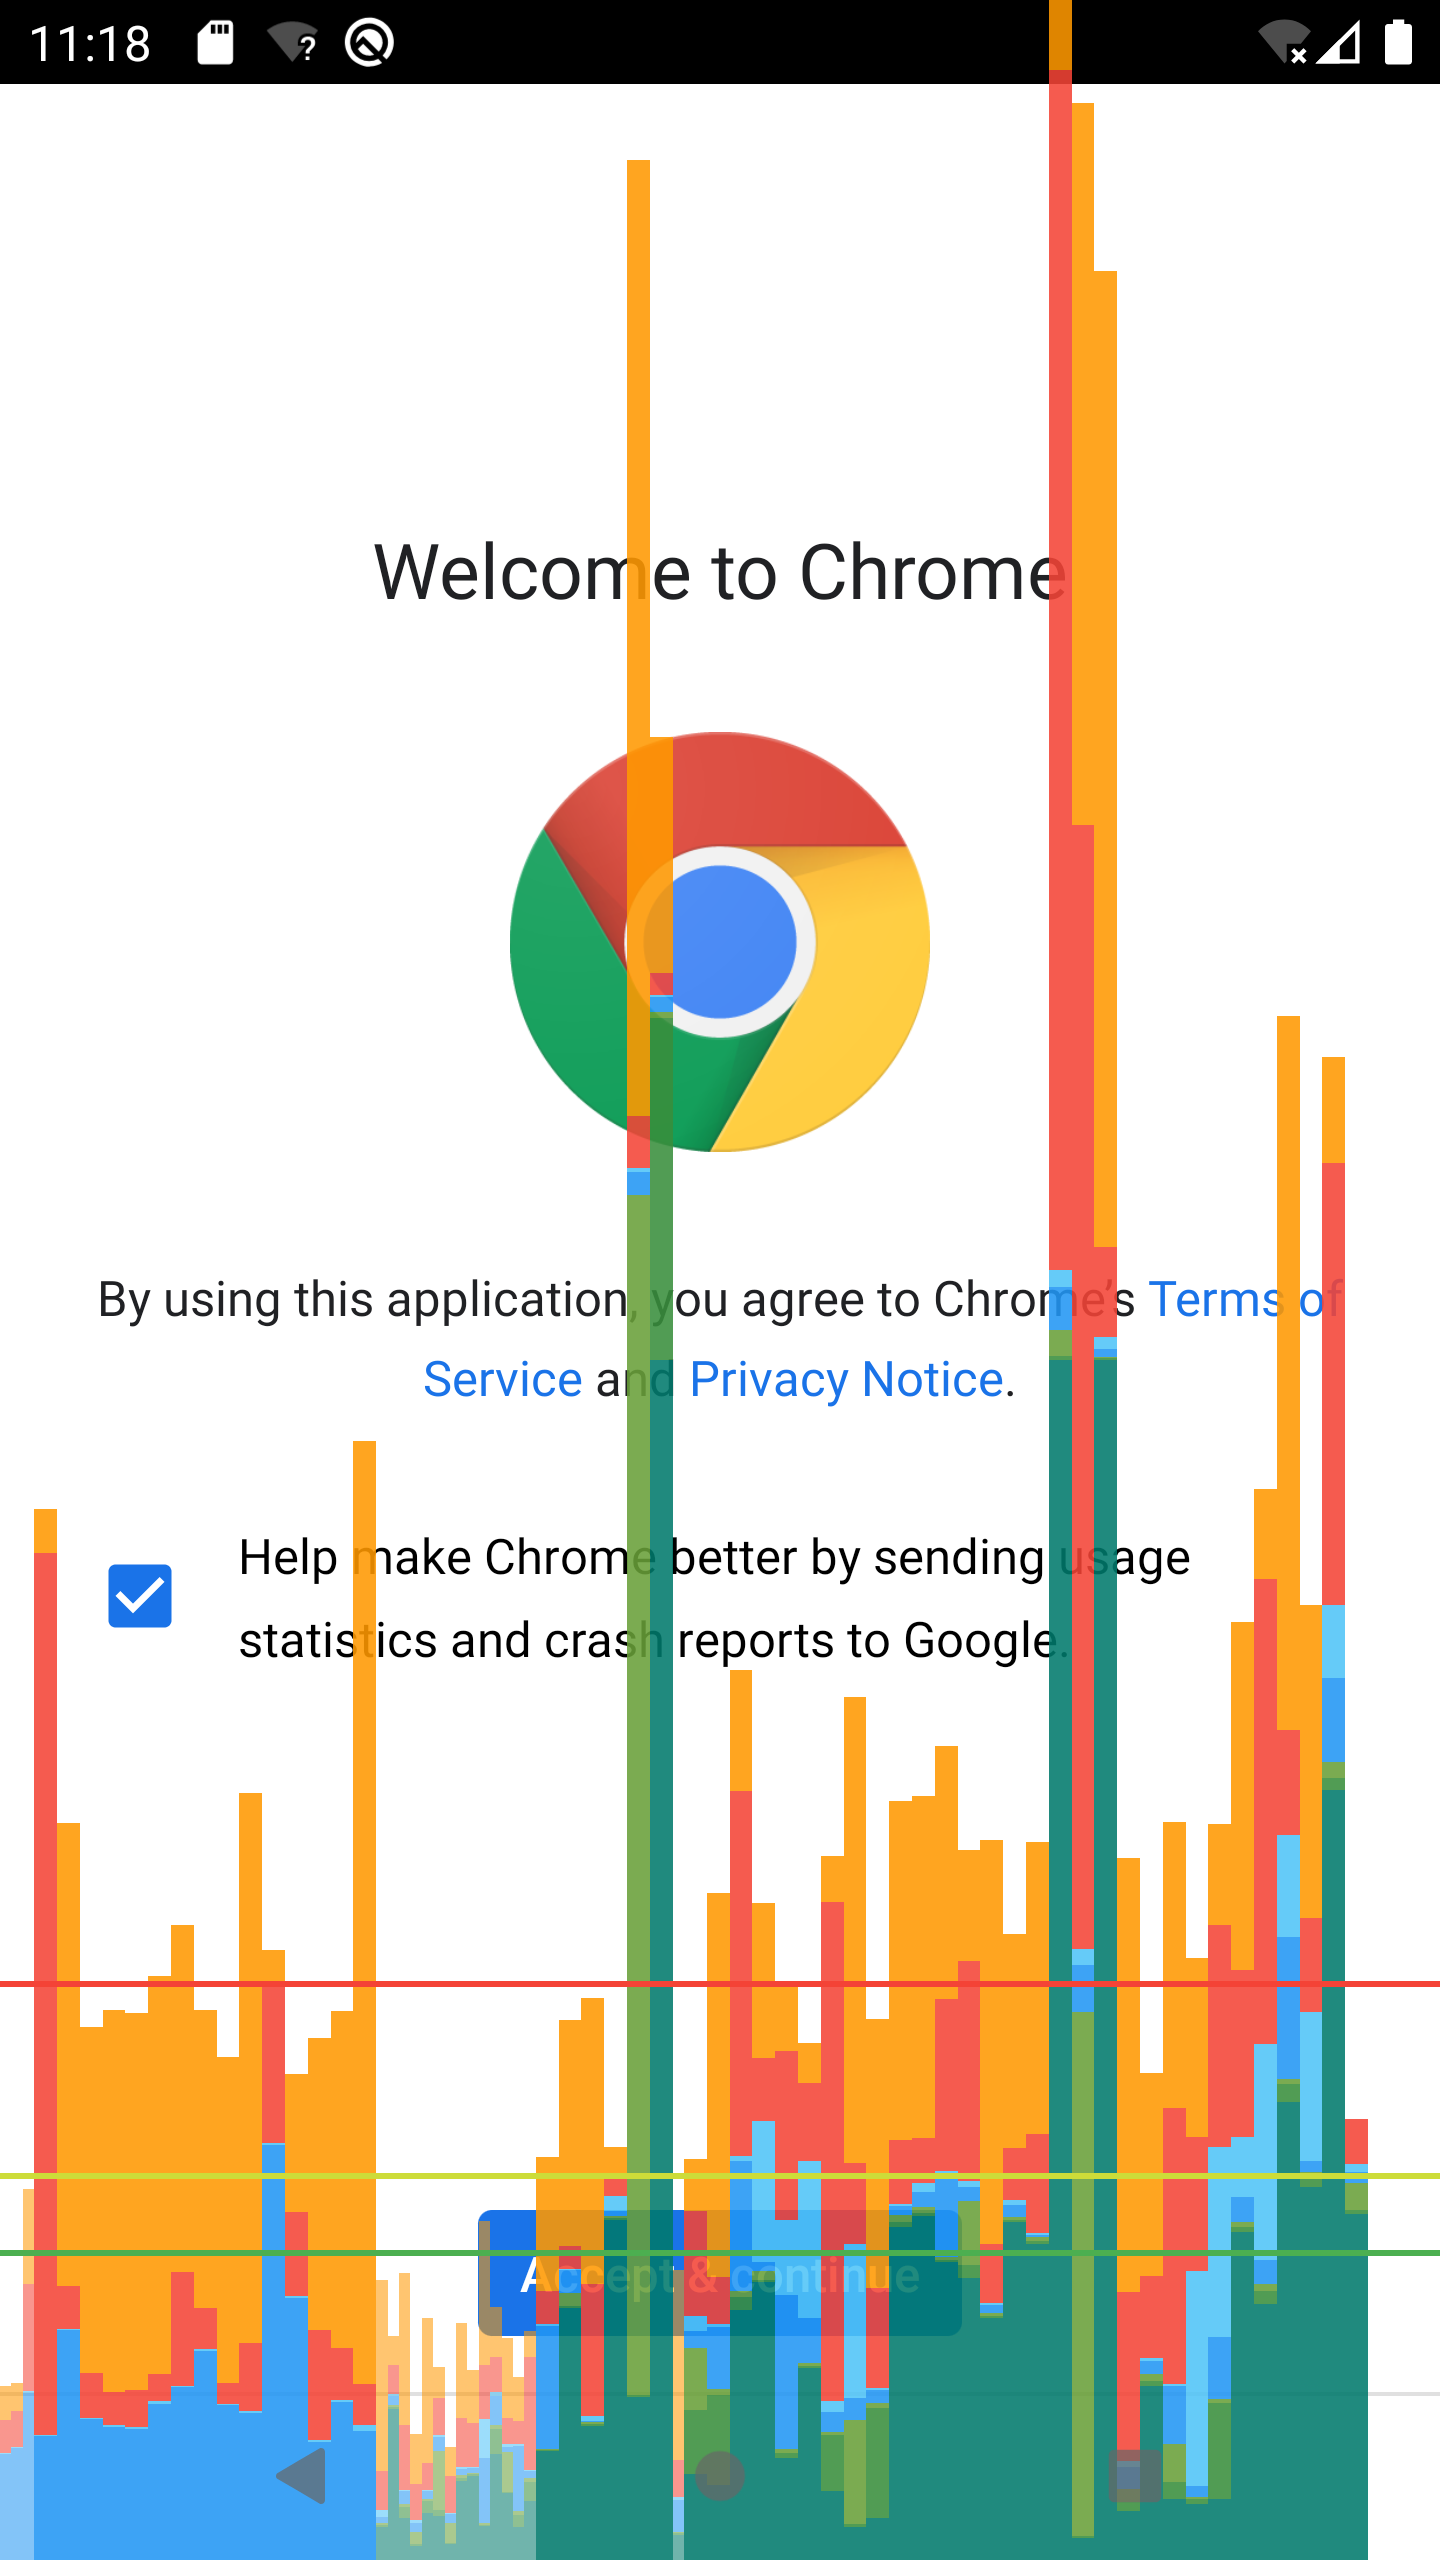 11:18
Welcome to Chrome
By using this application, you agree to Chrome's Terms of
Service and Privacy Notice.
Help make Chrome better by sending usage
statistics and crash reports to Google.
Accept & continue